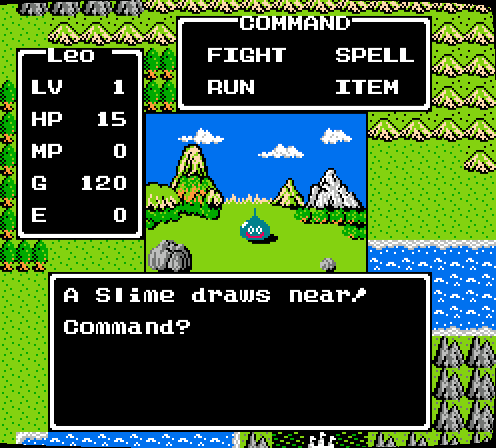 COMMAND
FIGHT SPELL
RUN ITEM
Leo
LV 1
HP 15
MP 0
G 120
E 0
A Slime draws near!
Command?